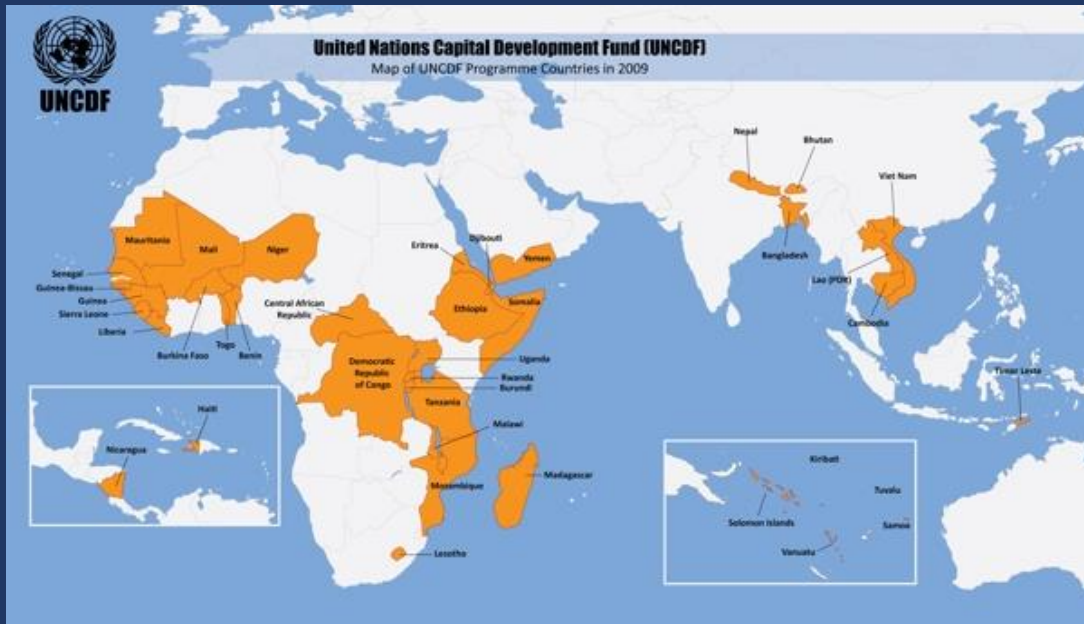 United Nations Capital Development Fund (UNCDF)
Map of UNCDF Programme Countries in 2009
UNCDF
Nepal
Bhutan
Viet Nam
Bangladesh
Lao (PDR)
Cambodia
Timor Leste
Mauritania
Mali
Niger
Senegal
Guinea-Bissau
Guinea
Sierra Leone
Liberia
Burkina Faso
Togo
Benin
Central African
Republic
Democratic
Republic
of Congo
Eritrea
Djibouti
Yemen
Ethiopia
Somalia
Uganda
Rwanda
Burundi
Tanzania
Malawi
Mozambique
Madagascar
Lesotho
Haiti
Nicaragua
Kiribati
Tuvalu
Solomon Islands
Samoa
Vanuatu